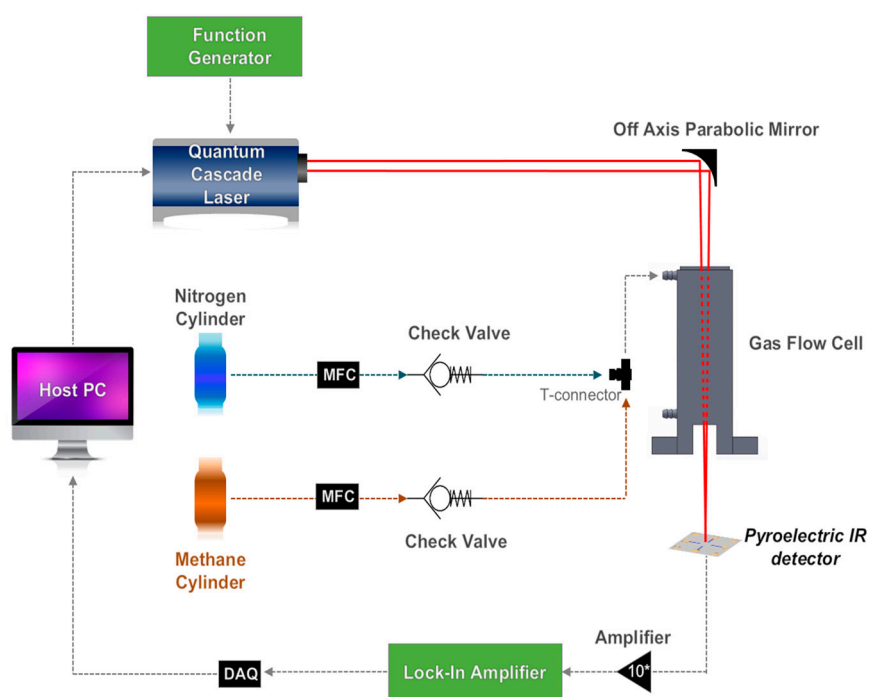 Function
Generator
Off Axis Parabolic Mirror
Quantum
Cascade
Laser
Nitrogen
Cylinder
Check Valve
Gas Flow Cell
Host PC
MFC
T-connector
MFC
Check Valve
Methane
Cylinder
Pyroelectric IR
detector
Amplifier
DAQ
Lock-In Amplifier
10*